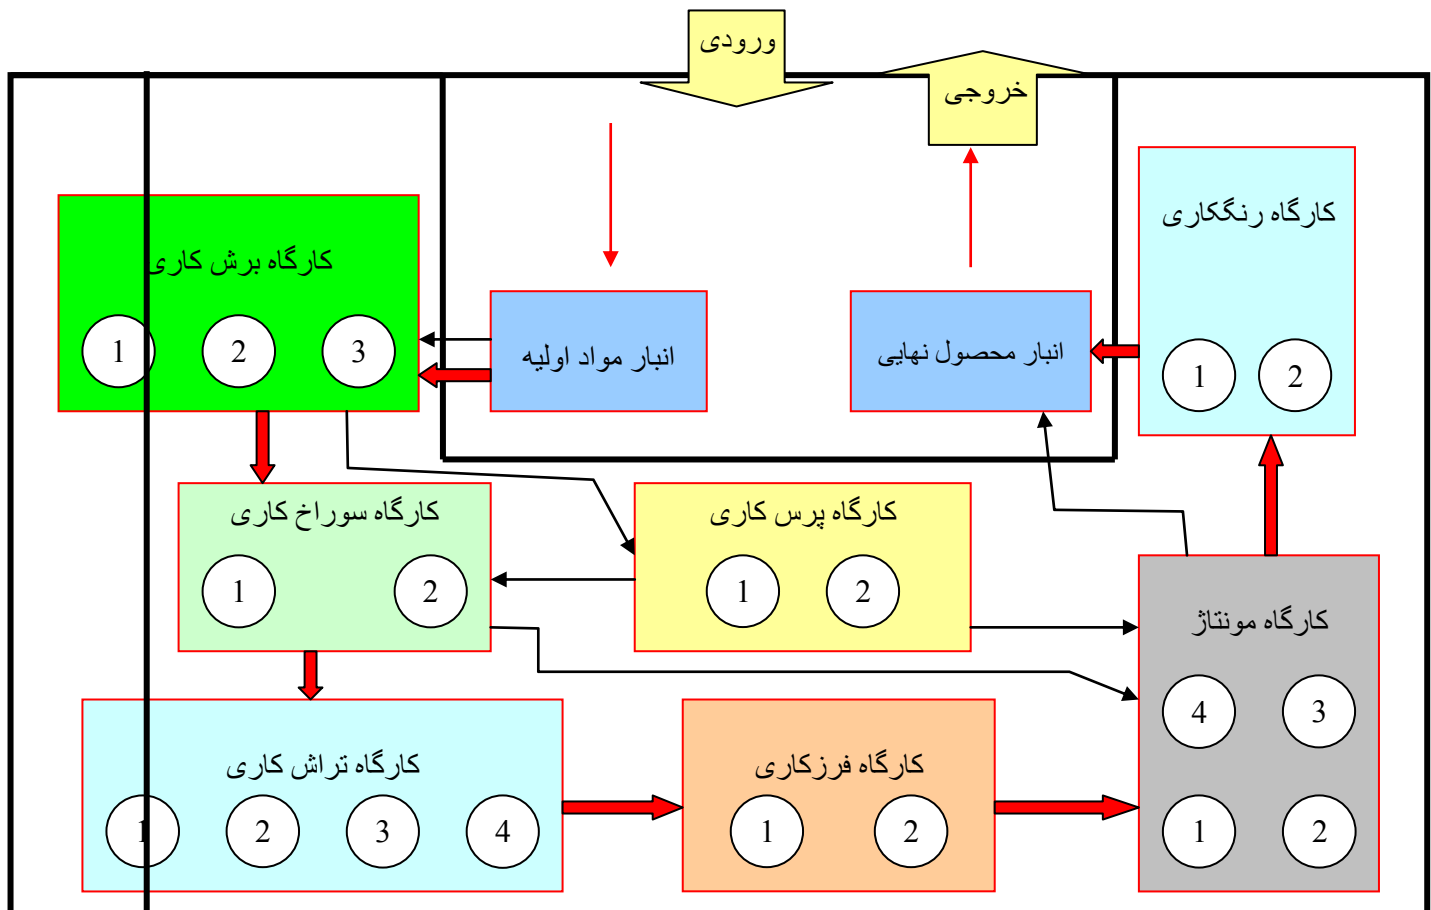 ورودی
خروجی
کارگاه رنگکاری
1 2
کارگاه برش کاری
1 2 3
انبار مواد اولیه
انبار محصول نهایی
کارگاه سوراخ کاری
1 2
کارگاه پرس کاری
1 2
کارگاه مونتاژ
4 3
1 2
کارگاه تراش کاری
1 2 3 4
کارگاه فرزکاری
1 2